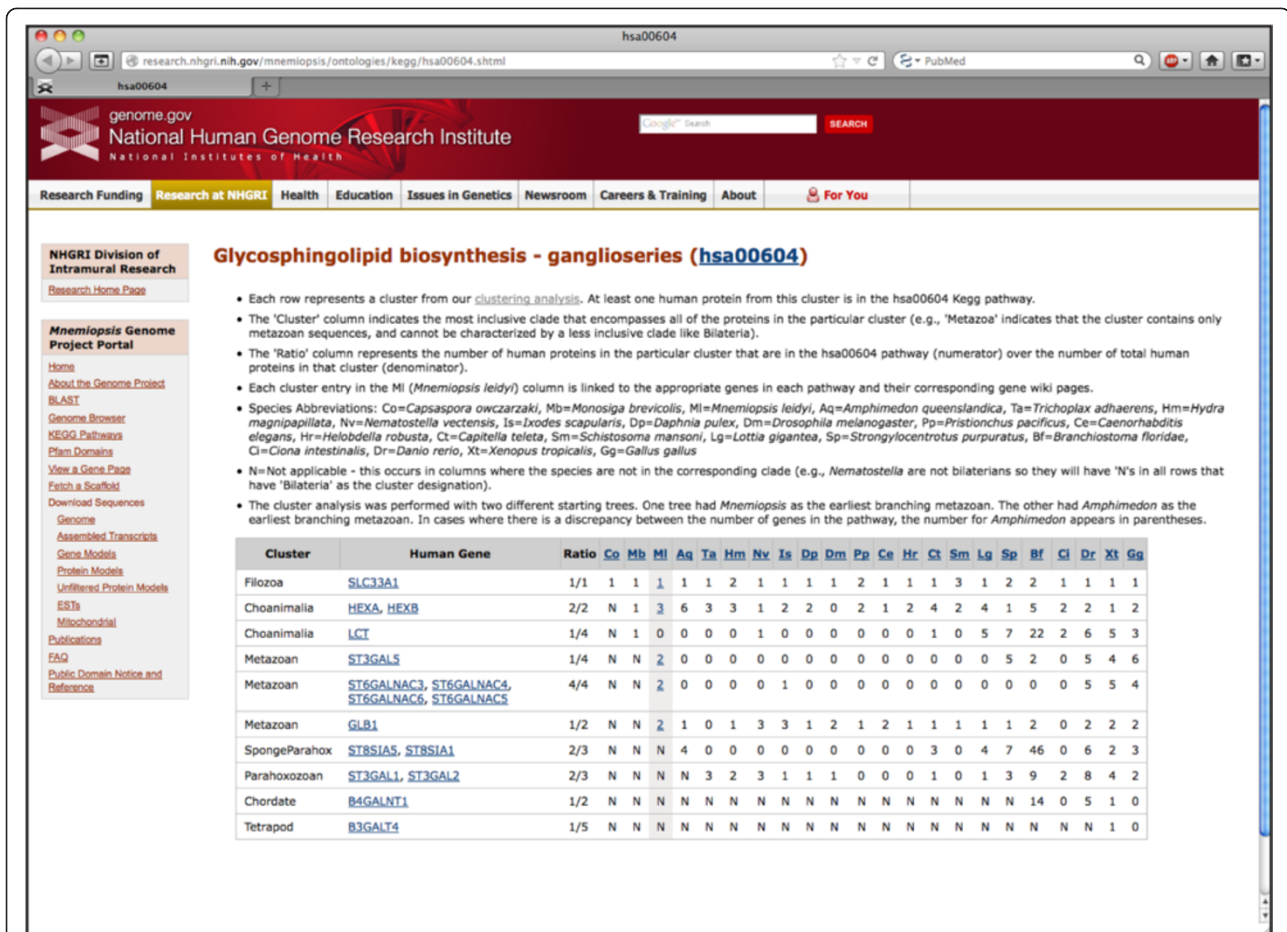 hsa00604
research.nhgri.nih.gov/mnemiopsis/ontologies/kegg/hsa00604.shtml
PubMed
hsa00604
genome.gov
National Human Genome Research Institute
National Institutes of Health
Google™ Search
SEARCH
Research Funding Research at NHGRI Health Education Issues in Genetics Newsroom Careers & Training About For You
NHGRI Division of
Intramural Research
Research Home Page
Mnemiopsis Genome
Project Portal
Home
About the Genome Project
BLAST
Genome Browser
KEGG Pathways
Pfam Domains
View a Gene Page
Fetch a Scaffold
Download Sequences
Genome
Assembled Transcripts
Gene Models
Protein Models
Unfiltered Protein Models
ESTs
Mitochondrial
Publications
FAQ
Public Domain Notice and
Reference
Glycosphingolipid biosynthesis - ganglioseries (hsa00604)
• Each row represents a cluster from our clustering analysis. At least one human protein from this cluster is in the hsa00604 Kegg pathway.
• The 'Cluster' column indicates the most inclusive clade that encompasses all of the proteins in the particular cluster (e.g., 'Metazoa' indicates that the cluster contains only
metazoan sequences, and cannot be characterized by a less inclusive clade like Bilateria).
• The 'Ratio' column represents the number of human proteins in the particular cluster that are in the hsa00604 pathway (numerator) over the number of total human
proteins in that cluster (denominator).
• Each cluster entry in the Ml (Mnemiopsis leidyi) column is linked to the appropriate genes in each pathway and their corresponding gene wiki pages.
• Species Abbreviations: Co=Capsaspora owczarzaki, Mb=Monosiga brevicolis, Ml=Mnemiopsis leidyi, Aq=Amphimedon queenslandica, Ta=Trichoplax adhaerens, Hm=Hydra
magnipapillata, Nv=Nematostella vectensis, Is=Ixodes scapularis, Dp=Daphnia pulex, Dm=Drosophila melanogaster, Pp=Pristionchus pacificus, Ce=Caenorhabditis
elegans, Hr=Helobdella robusta, Ct=Capitella teleta, Sm=Schistosoma mansoni, Lg=Lottia gigantea, Sp=Strongylocentrotus purpuratus, Bf=Branchiostoma floridae,
Ci=Ciona intestinalis, Dr=Danio rerio, Xt=Xenopus tropicalis, Gg=Gallus gallus
• N=Not applicable - this occurs in columns where the species are not in the corresponding clade (e.g., Nematostella are not bilaterians so they will have 'N's in all rows that
have 'Bilateria' as the cluster designation).
• The cluster analysis was performed with two different starting trees. One tree had Mnemiopsis as the earliest branching metazoan. The other had Amphimedon as the
earliest branching metazoan. In cases where there is a discrepancy between the number of genes in the pathway, the number for Amphimedon appears in parentheses.
Cluster Human Gene Ratio Co Mb Ml Aq Ta Hm Nv Is Dp Dm Pp Ce Hr Ct Sm Lg Sp Bf Ci Dr Xt Gg
Filozoa SLC33A1 1/1 1 1 1 1 1 2 1 1 1 1 2 1 1 1 3 1 2 2 1 1 1 1
Choanimalia HEXA, HEXB 2/2 N 1 3 6 3 3 1 2 2 0 2 1 2 4 2 4 1 5 2 2 1 2
Choanimalia LCT 1/4 N 1 0 0 0 0 1 0 0 0 0 0 0 1 0 5 7 22 2 6 5 3
Metazoan ST3GAL5 1/4 N N 2 0 0 0 0 0 0 0 0 0 0 0 0 0 5 2 0 5 4 6
Metazoan ST6GALNAC3, ST6GALNAC4, 4/4 N N 2 0 0 0 0 1 0 0 0 0 0 0 0 0 0 0 0 5 5 4
ST6GALNAC6, ST6GALNAC5
Metazoan GLB1 1/2 N N 2 1 0 1 3 3 1 2 1 2 1 1 1 1 1 2 0 2 2 2
SpongeParahox ST8SIA5, ST8SIA1 2/3 N N N 4 0 0 0 0 0 0 0 0 0 3 0 4 7 46 0 6 2 3
Parahoxozoan ST3GAL1, ST3GAL2 2/3 N N N N 3 2 3 1 1 1 0 0 0 1 0 1 3 9 2 8 4 2
Chordate B4GALNT1 1/2 N N N N N N N N N N N N N N N N N 14 0 5 1 0
Tetrapod B3GALT4 1/5 N N N N N N N N N N N N N N N N N N N N 1 0